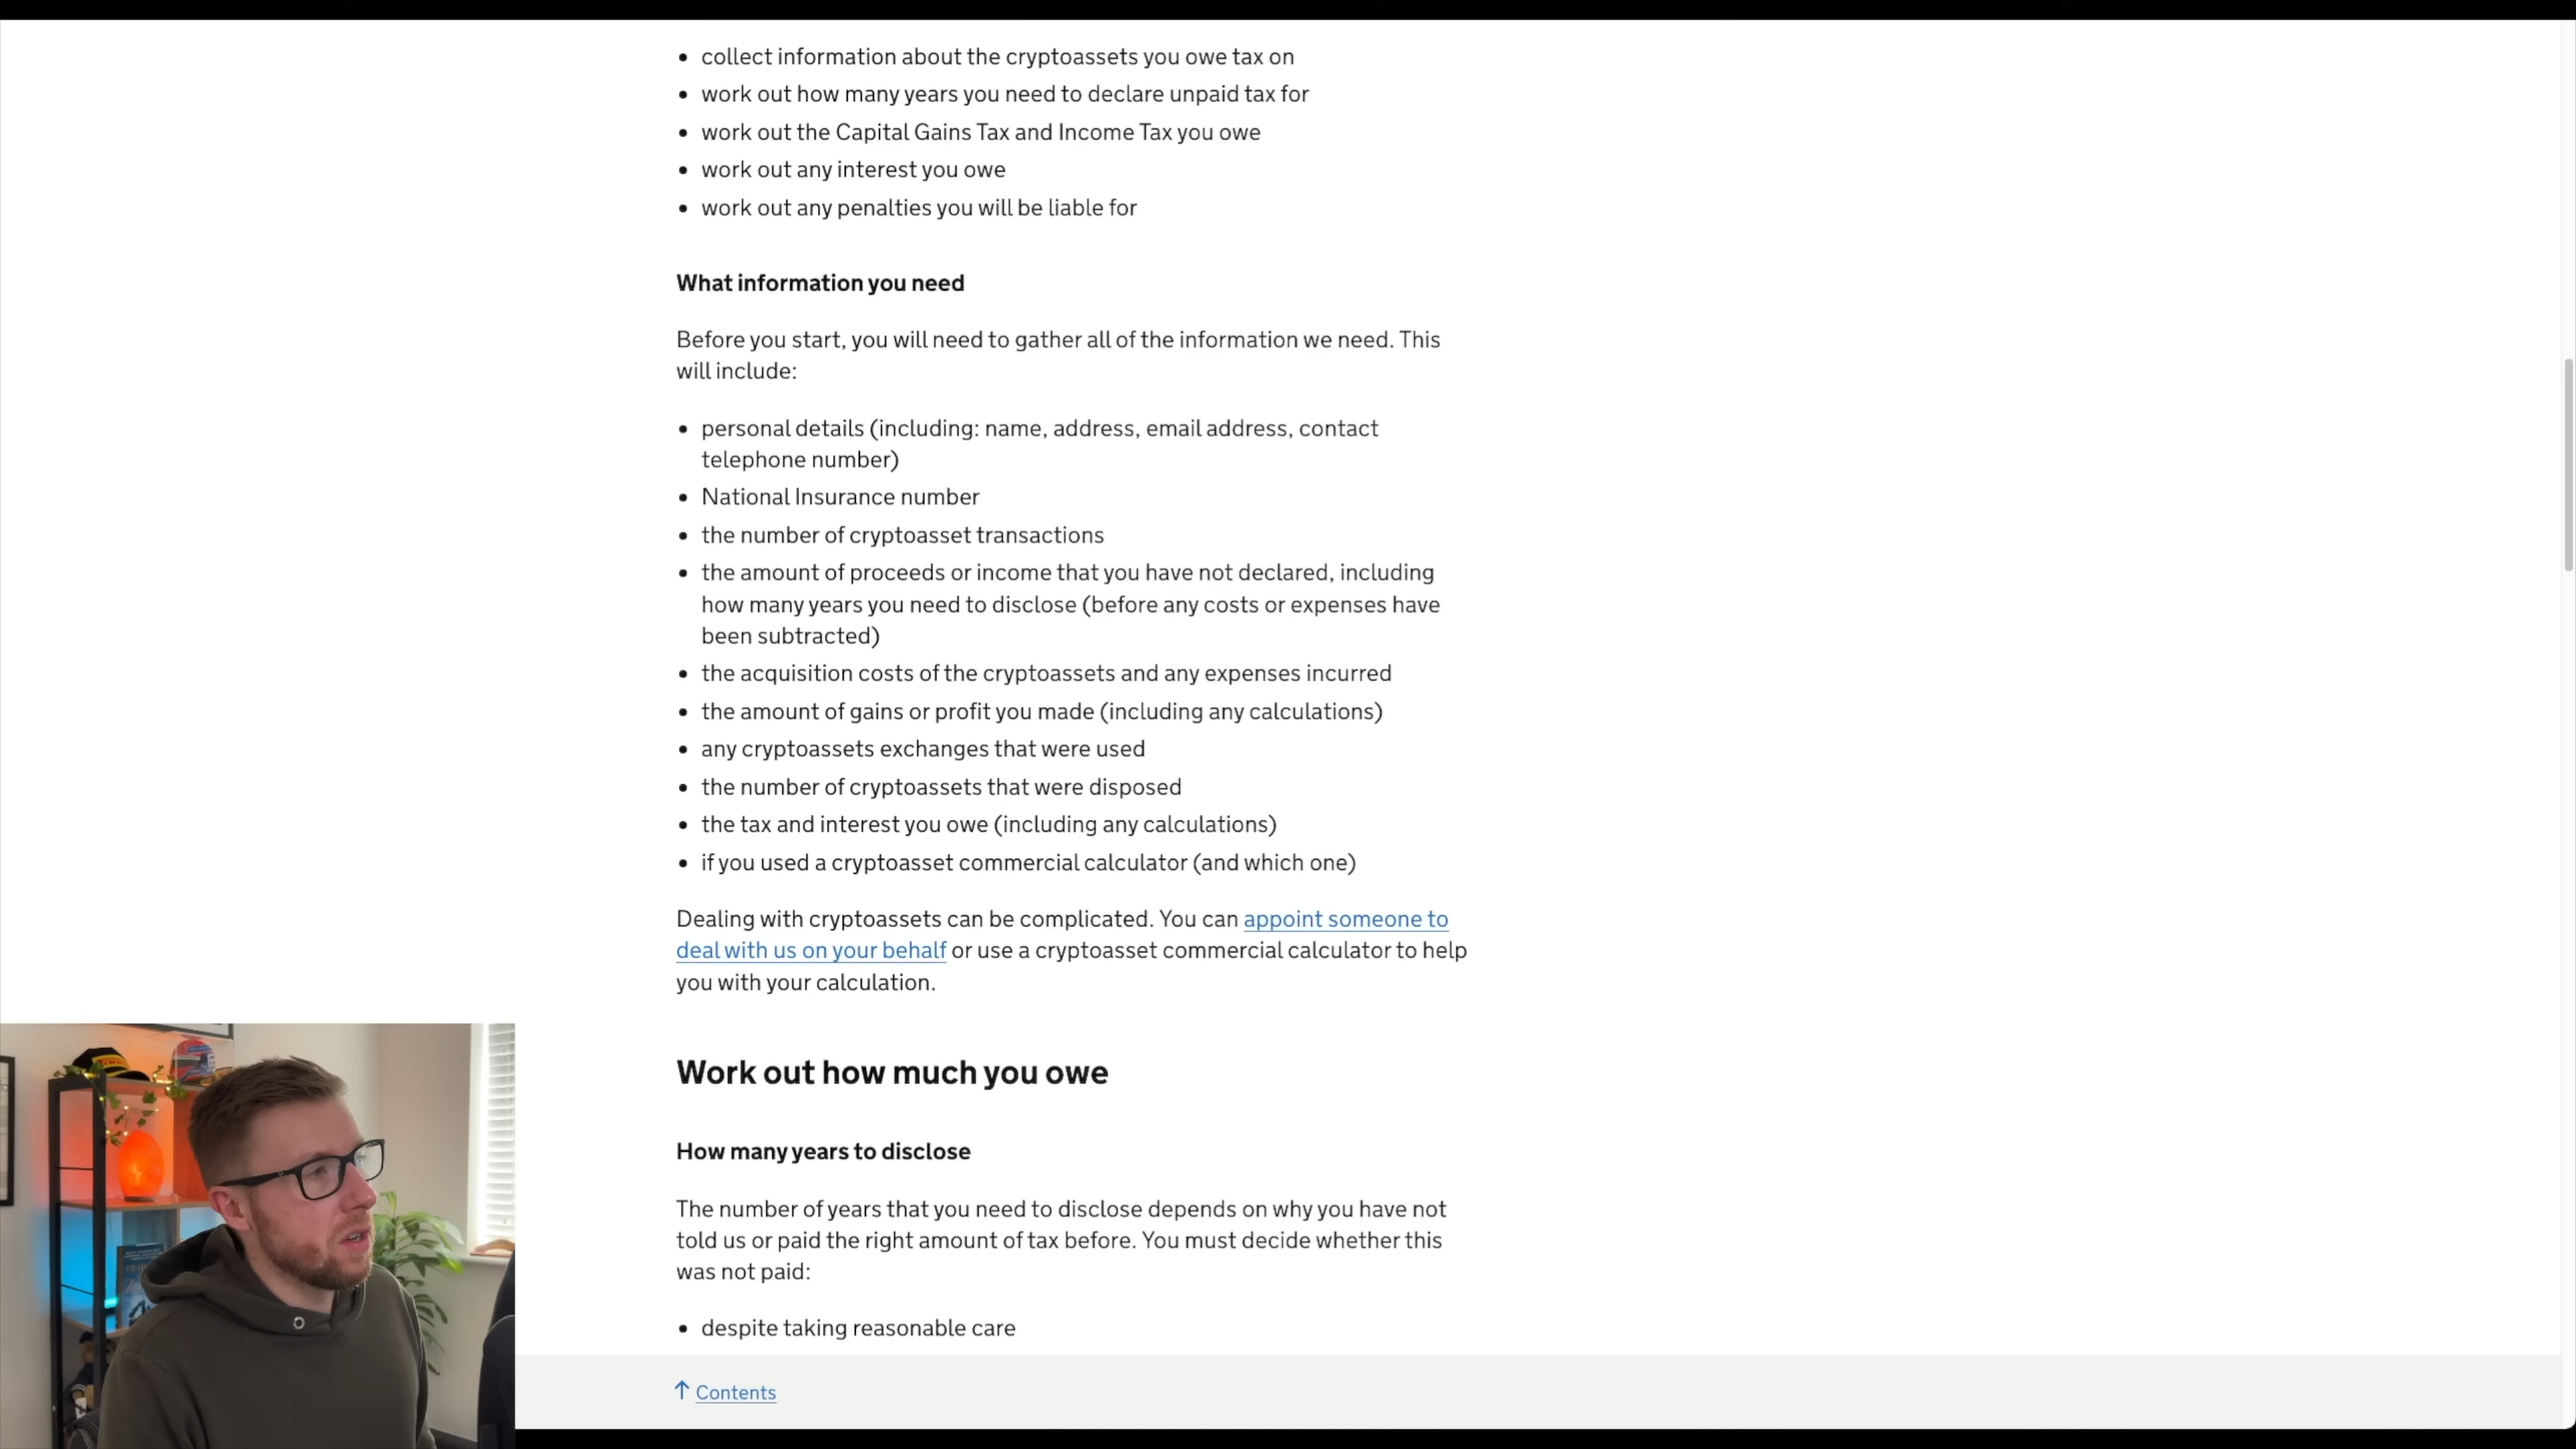 collect information about the cryptoassets you owe tax on
work out how many years you need to declare unpaid tax for
work out the Capital Gains Tax and Income Tax you owe
work out any interest you owe
work out any penalties you will be liable for
What information you need
Before you start, you will need to gather all of the information we need. This
will include:
personal details (including: name, address, email address, contact
telephone number)
National Insurance number
the number of cryptoasset transactions
the amount of proceeds or income that you have not declared, including
how many years you need to disclose (before any costs or expenses have
been subtracted)
the acquisition costs of the cryptoassets and any expenses incurred
the amount of gains or profit you made (including any calculations)
any cryptoassets exchanges that were used
the number of cryptoassets that were disposed
the tax and interest you owe (including any calculations)
if you used a cryptoasset commercial calculator (and which one)
Dealing with cryptoassets can be complicated. You can appoint someone to
deal with us on your behalf or use a cryptoasset commercial calculator to help
you with your calculation.
Work out how much you owe
How many years to disclose
The number of years that you need to disclose depends on why you have not
told us or paid the right amount of tax before. You must decide whether this
was not paid:
despite taking reasonable care
↑ Contents